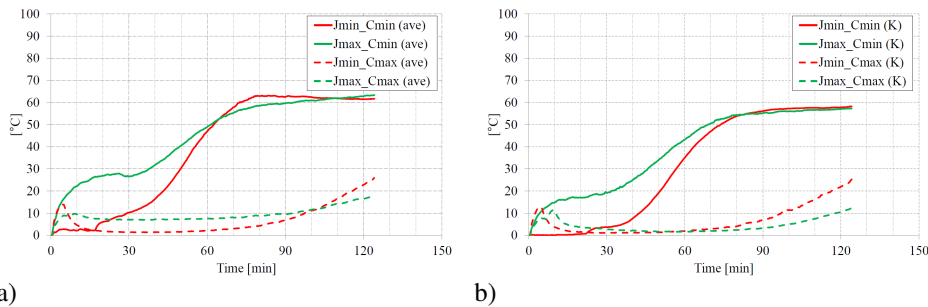 100
90
80
70
60
50
40
30
20
10
0
[°C]
0 30 60 90 120 150
Time [min]
Jmin_Cmin (ave)
Jmax_Cmin (ave)
Jmin_Cmax (ave)
Jmax_Cmax (ave)
a)
100
90
80
70
60
50
40
30
20
10
0
[°C]
0 30 60 90 120 150
Time [min]
Jmin_Cmin (K)
Jmax_Cmin (K)
Jmin_Cmax (K)
Jmax_Cmax (K)
b)